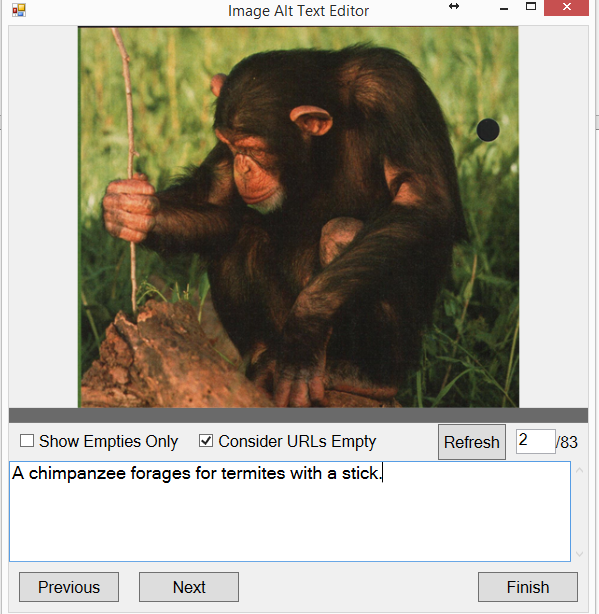 Image Alt Text Editor
Show Empties Only Consider URLs Empty Refresh 2 /83
A chimpanzee forages for termites with a stick.
Previous Next Finish